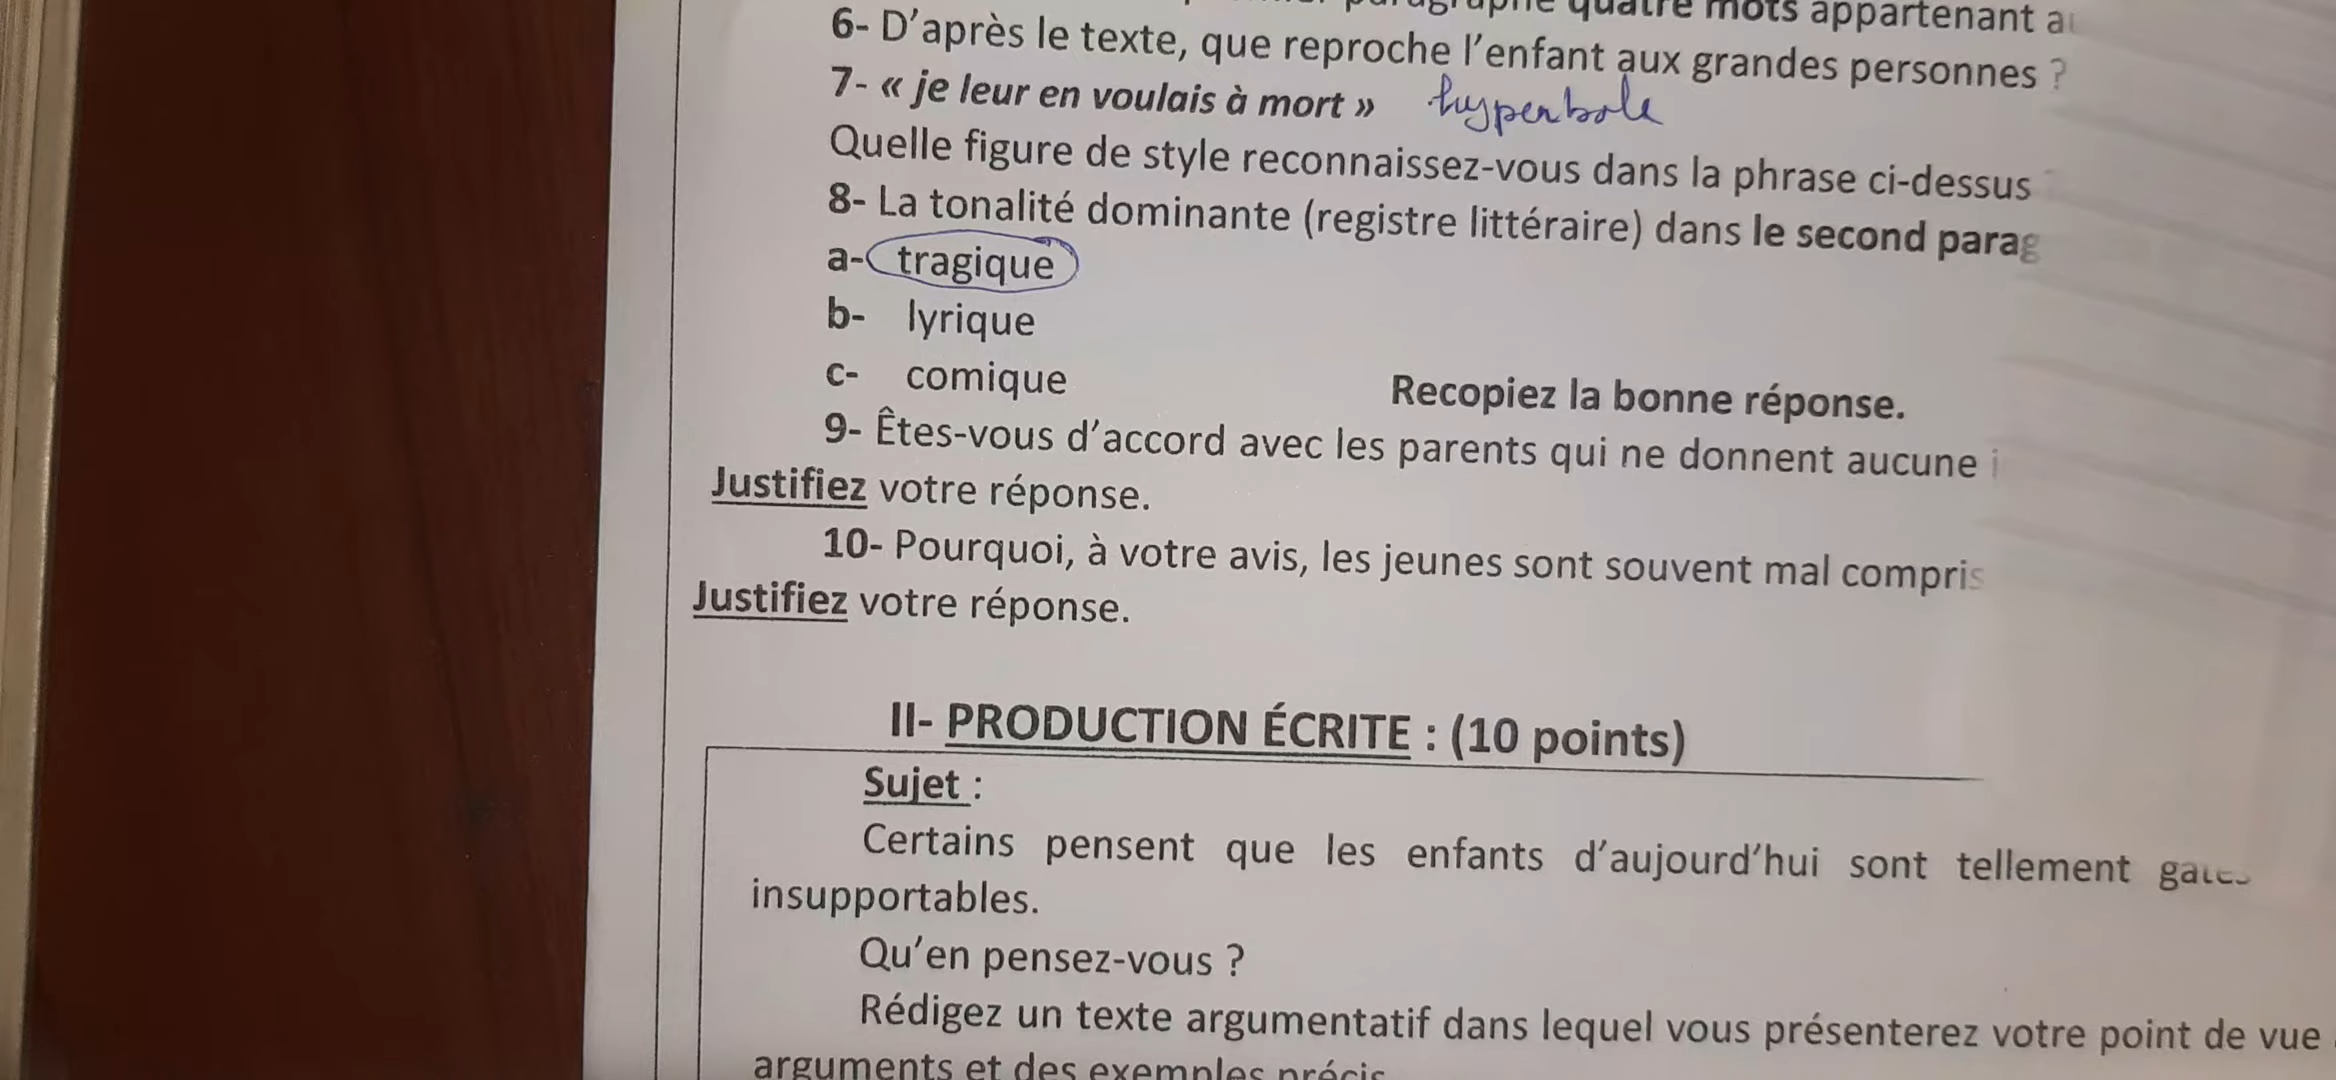 quatre mots appartenant
6- D'après le texte, que reproche l'enfant aux grandes personnes ?
7- « je leur en voulais à mort » hyperbole
Quelle figure de style reconnaissez-vous dans la phrase ci-dessus
8- La tonalité dominante (registre littéraire) dans le second
a- tragique
b- lyrique
c- comique
Recopiez la bonne réponse.
9- Êtes-vous d'accord avec les parents qui ne donnent aucune
Justifiez votre réponse.
10- Pourquoi, à votre avis, les jeunes sont souvent mal compris
Justifiez votre réponse.
II- PRODUCTION ÉCRITE : (10 points)
Sujet :
Certains pensent que les enfants d'aujourd'hui sont tellement
insupportables.
Qu'en pensez-vous ?
Rédigez un texte argumentatif dans lequel vous présenterez votre point de vue
arguments et des exemples précis